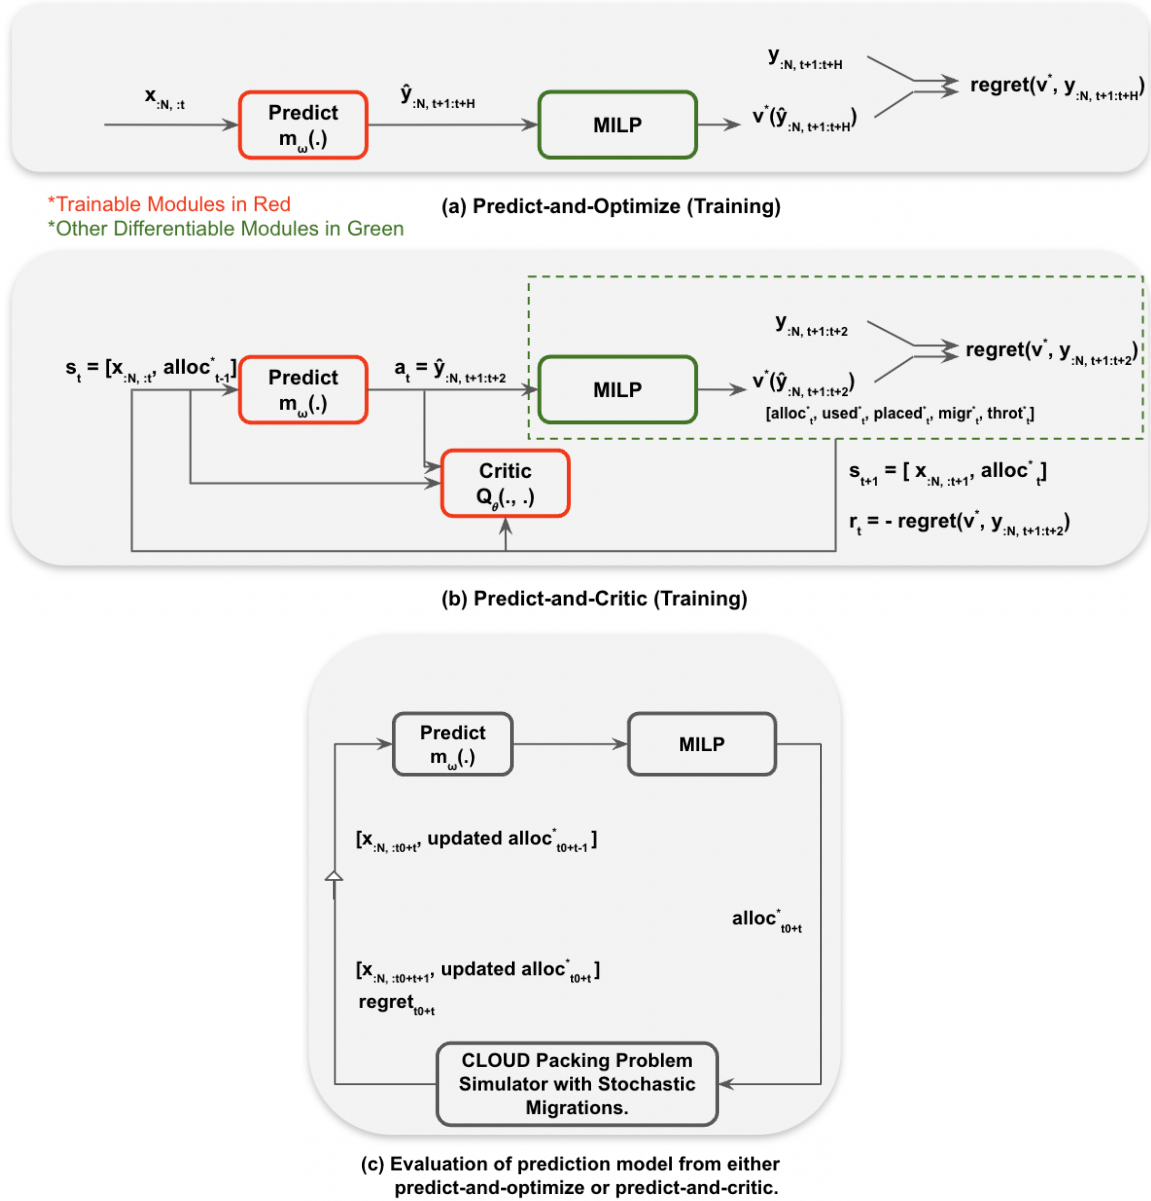 y:N, t+1:t+H
x:N, :t
Predict
mω(.)
ŷ:N, t+1:t+H
MILP
v*(ŷ:N, t+1:t+H)
regret(v*, y:N, t+1:t+H)
*Trainable Modules in Red
*Other Differentiable Modules in Green
(a) Predict-and-Optimize (Training)
y:N, t+1:t+2
st = [x:N, :t, alloc*t-1]
Predict
mω(.)
at = ŷ:N, t+1:t+2
MILP
v*(ŷ:N, t+1:t+2)
[alloc*t, used*t, placed*t, migr*t, throt*t]
regret(v*, y:N, t+1:t+2)
Critic
Qθ(., .)
st+1 = [ x:N, :t+1, alloc*t]
rt = - regret(v*, y:N, t+1:t+2)
(b) Predict-and-Critic (Training)
Predict
mω(.)
MILP
[x:N, :t0+t, updated alloc*t0+t-1]
alloc*t0+t
[x:N, :t0+t+1, updated alloc*t0+t]
regrett0+t
CLOUD Packing Problem
Simulator with Stochastic
Migrations.
(c) Evaluation of prediction model from either
predict-and-optimize or predict-and-critic.